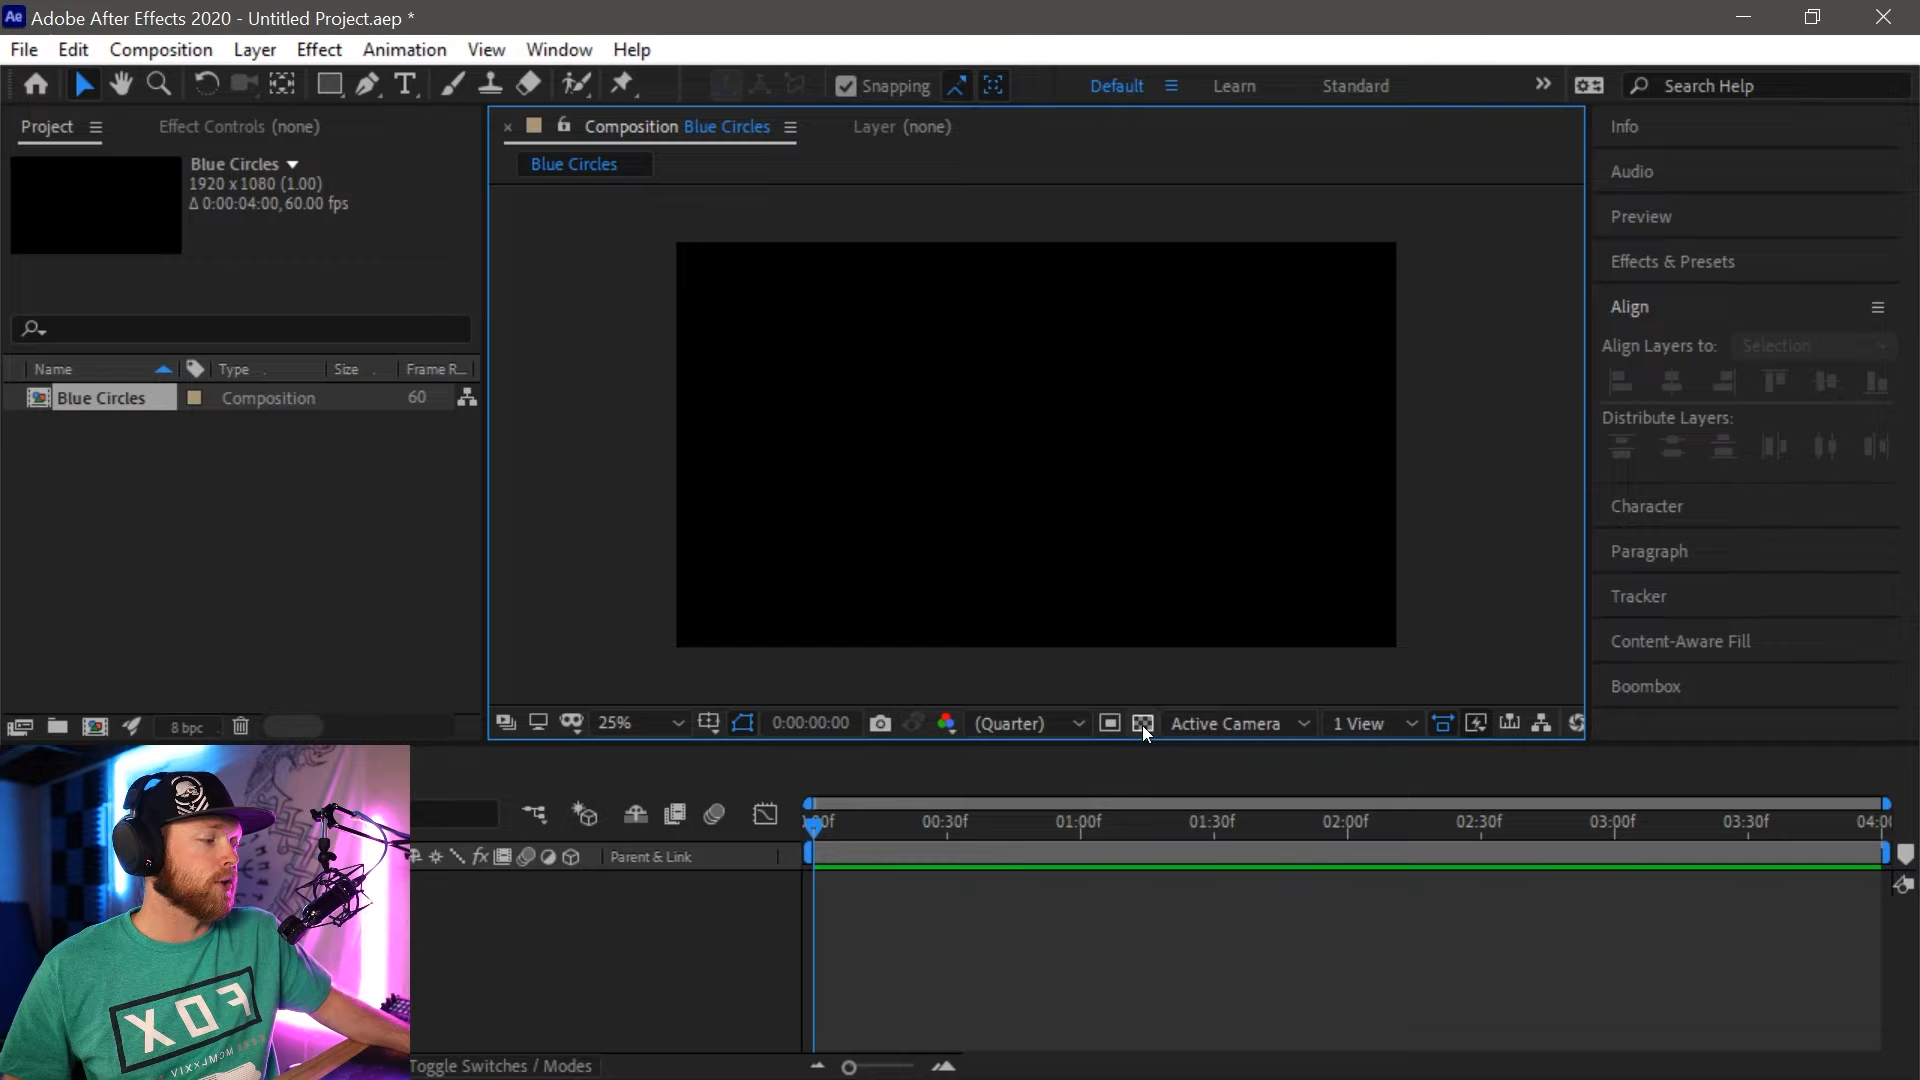 Ae Adobe After Effects 2020 - Untitled Project.aep *
File Edit Composition Layer Effect Animation View Window Help
T Snapping Default Learn Standard Search Help
Project Effect Controls (none)
Composition Blue Circles Layer (none)
Blue Circles
Blue Circles
1920 x 1080 (1.00)
Δ 0:00:04:00, 60.00 fps
Name Type Size Frame R...
Blue Circles Composition 60
8 bpc
25% 0:00:00:00 (Quarter) Active Camera 1 View
Info
Audio
Preview
Effects & Presets
Align
Align Layers to: Selection
Distribute Layers:
Character
Paragraph
Tracker
Content-Aware Fill
Boombox
00:30f 01:00f 01:30f 02:00f 02:30f 03:00f 03:30f
fx Parent & Link
Toggle Switches / Modes